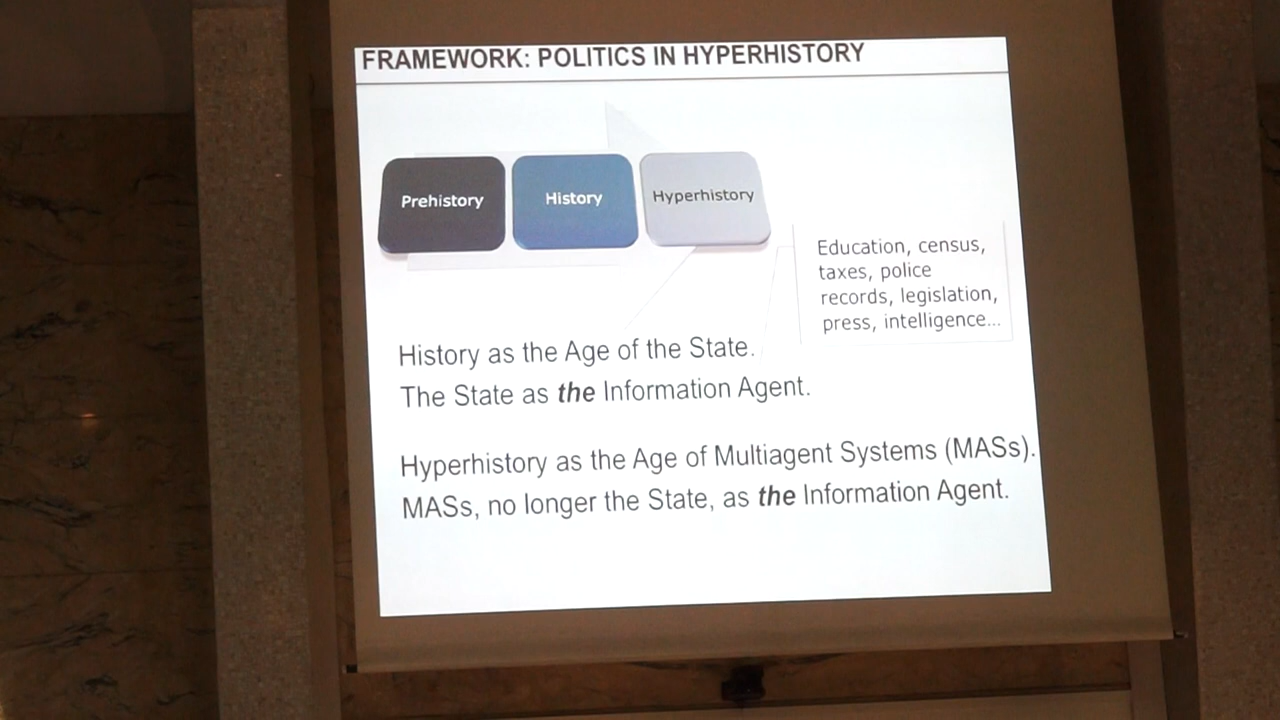 FRAMEWORK: POLITICS IN HYPERHISTORY
Prehistory
History
Hyperhistory
Education, census,
taxes, police
records, legislation,
press, intelligence...
History as the Age of the State.
The State as the Information Agent.
Hyperhistory as the Age of Multiagent Systems (MASs).
MASs, no longer the State, as the Information Agent.